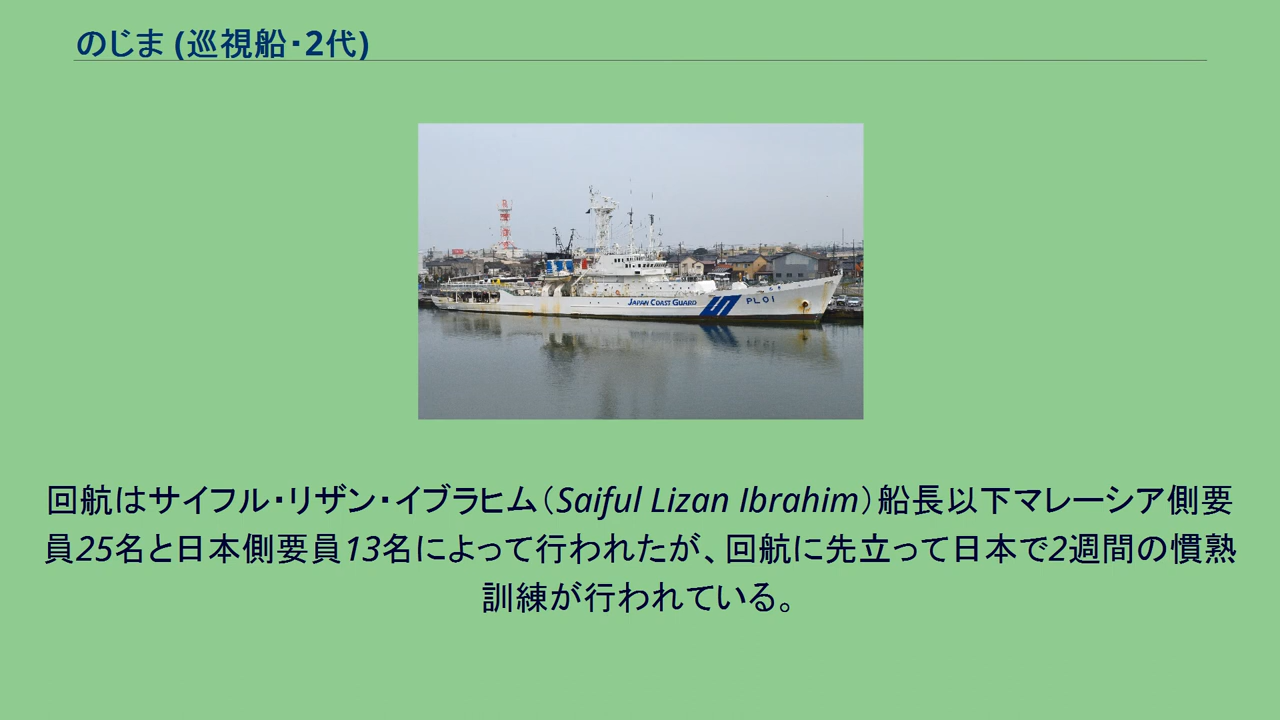 のじま (巡視船・2代)
JAPAN COAST GUARD
PL 01
回航はサイフル・リザン・イブラヒム（Saiful Lizan Ibrahim）船長以下マレーシア側要
員25名と日本側要員13名によって行われたが、回航に先立って日本で2週間の慣熟
訓練が行われている。